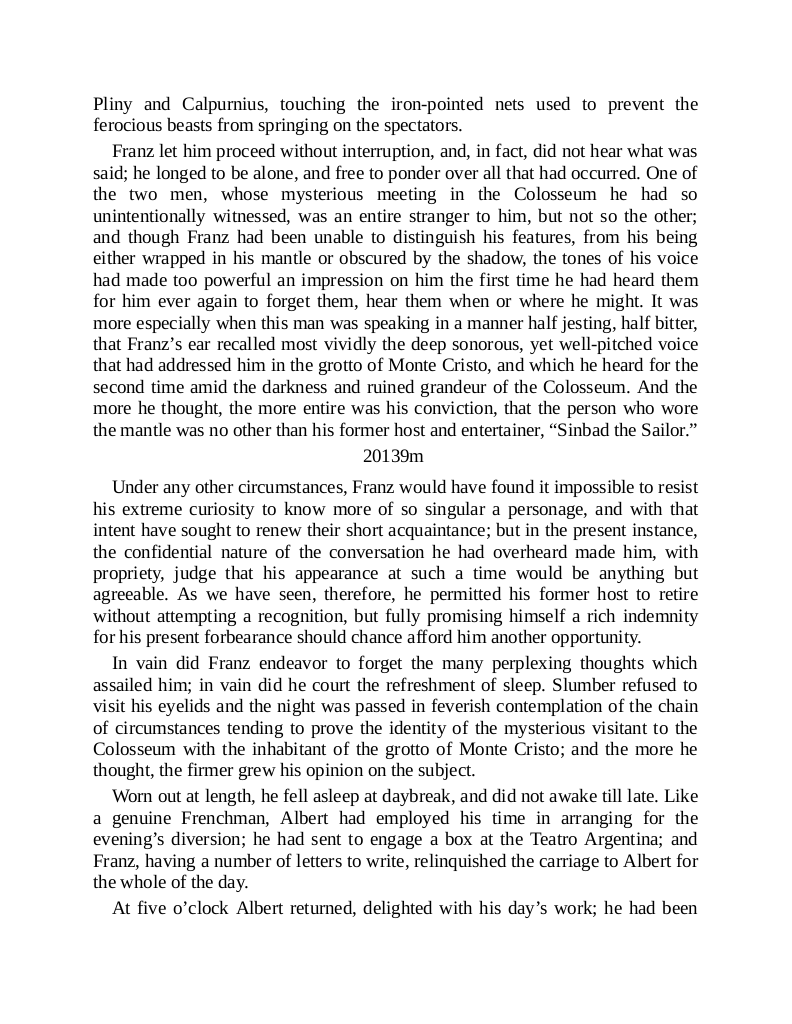 Pliny and Calpurnius, touching the iron-pointed nets used to prevent the
ferocious beasts from springing on the spectators.
Franz let him proceed without interruption, and, in fact, did not hear what was
said; he longed to be alone, and free to ponder over all that had occurred. One of
the two men, whose mysterious meeting in the Colosseum he had so
unintentionally witnessed, was an entire stranger to him, but not so the other;
and though Franz had been unable to distinguish his features, from his being
either wrapped in his mantle or obscured by the shadow, the tones of his voice
had made too powerful an impression on him the first time he had heard them
for him ever again to forget them, hear them when or where he might. It was
more especially when this man was speaking in a manner half jesting, half bitter,
that Franz’s ear recalled most vividly the deep sonorous, yet well-pitched voice
that had addressed him in the grotto of Monte Cristo, and which he heard for the
second time amid the darkness and ruined grandeur of the Colosseum. And the
more he thought, the more entire was his conviction, that the person who wore
the mantle was no other than his former host and entertainer, “Sinbad the Sailor.”
20139m
Under any other circumstances, Franz would have found it impossible to resist
his extreme curiosity to know more of so singular a personage, and with that
intent have sought to renew their short acquaintance; but in the present instance,
the confidential nature of the conversation he had overheard made him, with
propriety, judge that his appearance at such a time would be anything but
agreeable. As we have seen, therefore, he permitted his former host to retire
without attempting a recognition, but fully promising himself a rich indemnity
for his present forbearance should chance afford him another opportunity.
In vain did Franz endeavor to forget the many perplexing thoughts which
assailed him; in vain did he court the refreshment of sleep. Slumber refused to
visit his eyelids and the night was passed in feverish contemplation of the chain
of circumstances tending to prove the identity of the mysterious visitant to the
Colosseum with the inhabitant of the grotto of Monte Cristo; and the more he
thought, the firmer grew his opinion on the subject.
Worn out at length, he fell asleep at daybreak, and did not awake till late. Like
a genuine Frenchman, Albert had employed his time in arranging for the
evening’s diversion; he had sent to engage a box at the Teatro Argentina; and
Franz, having a number of letters to write, relinquished the carriage to Albert for
the whole of the day.
At five o’clock Albert returned, delighted with his day’s work; he had been